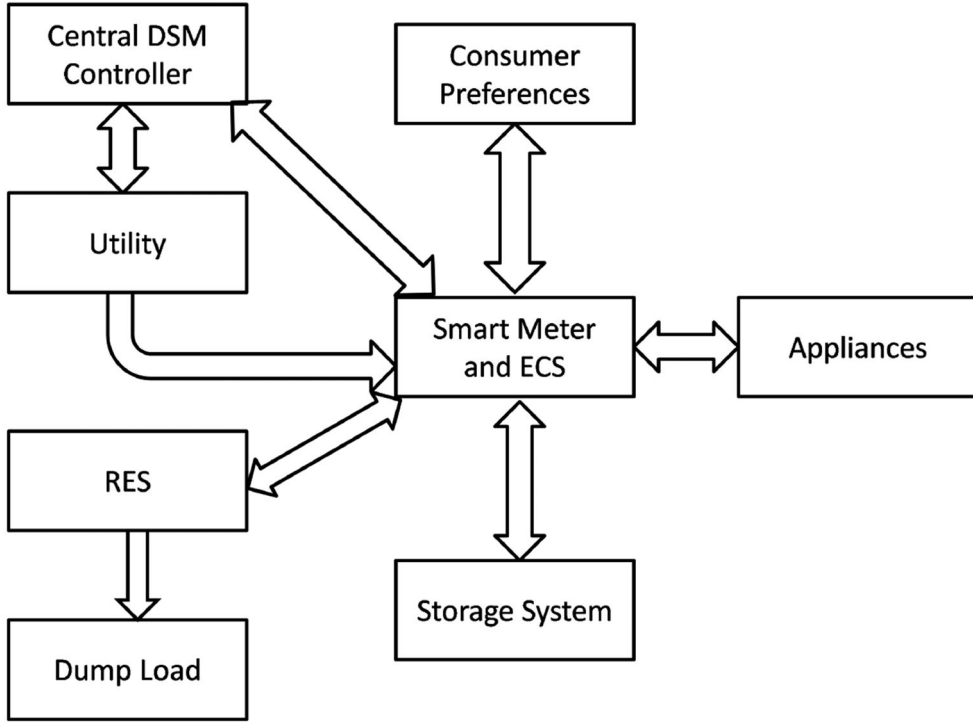 Central DSM
Controller
Consumer
Preferences
Utility
Smart Meter
and ECS
Appliances
RES
Storage System
Dump Load